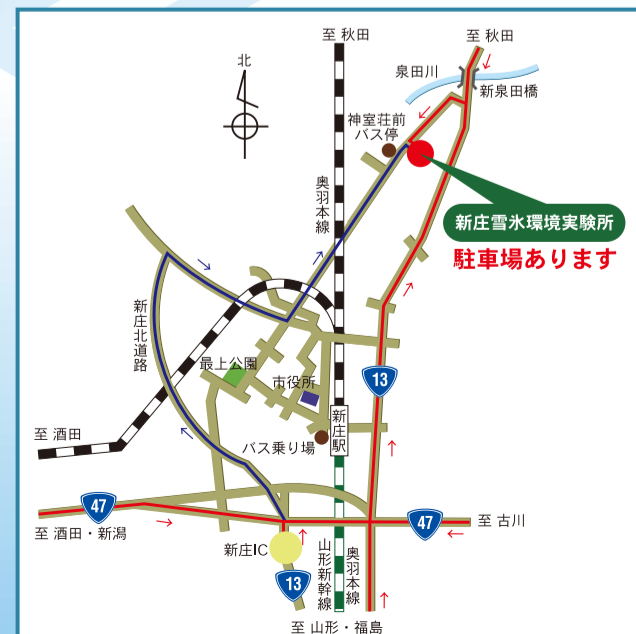 至 秋田
至 秋田
北
泉田川
新泉田橋
神室荘前
バス停
奥羽本線
新庄雪氷環境実験所
駐車場あります
新庄北道路
最上公園
13
市役所
新庄駅
至 酒田
バス乗り場
47
47
至 古川
至 酒田・新潟
新庄IC
13
山形新幹線
奥羽本線
至 山形・福島